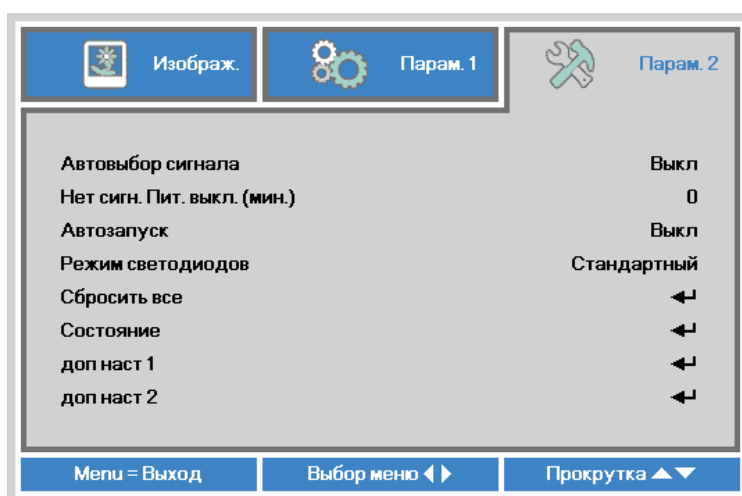 Изображ. Парам. 1 Парам. 2
Автовыбор сигнала Выкл
Нет сигн. Пит. выкл. (мин.) 0
Автозапуск Выкл
Режим светодиодов Стандартный
Сбросить все
Состояние
доп наст 1
доп наст 2
Menu = Выход Выбор меню Прокрутка